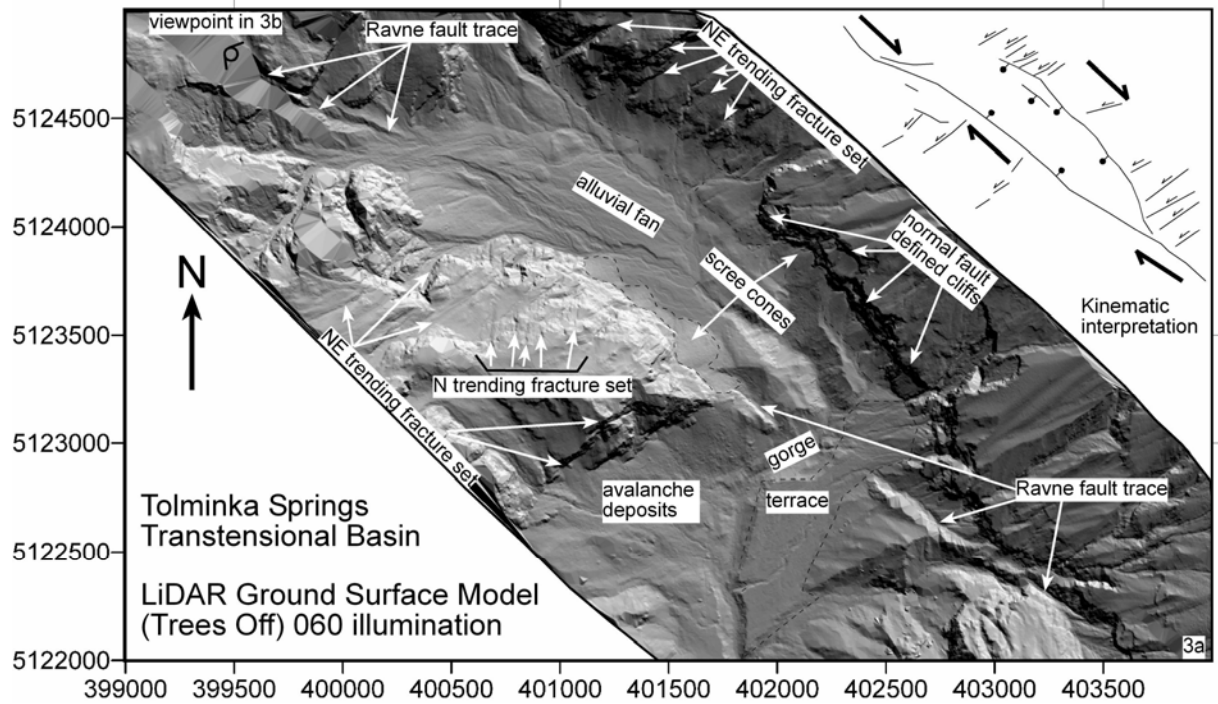 viewpoint in 3b
Ravne fault trace
NE trending fracture set
5124500
alluvial fan
5124000
N
normal fault
defined cliffs
scree cones
Kinematic
interpretation
5123500
NE trending fracture set
N trending fracture set
5123000
gorge
Ravne fault trace
avalanche
deposits
terrace
Tolminka Springs
Transtensional Basin
5122500
LiDAR Ground Surface Model
(Trees Off) 060 illumination
3a
5122000
399000 399500 400000 400500 401000 401500 402000 402500 403000 403500